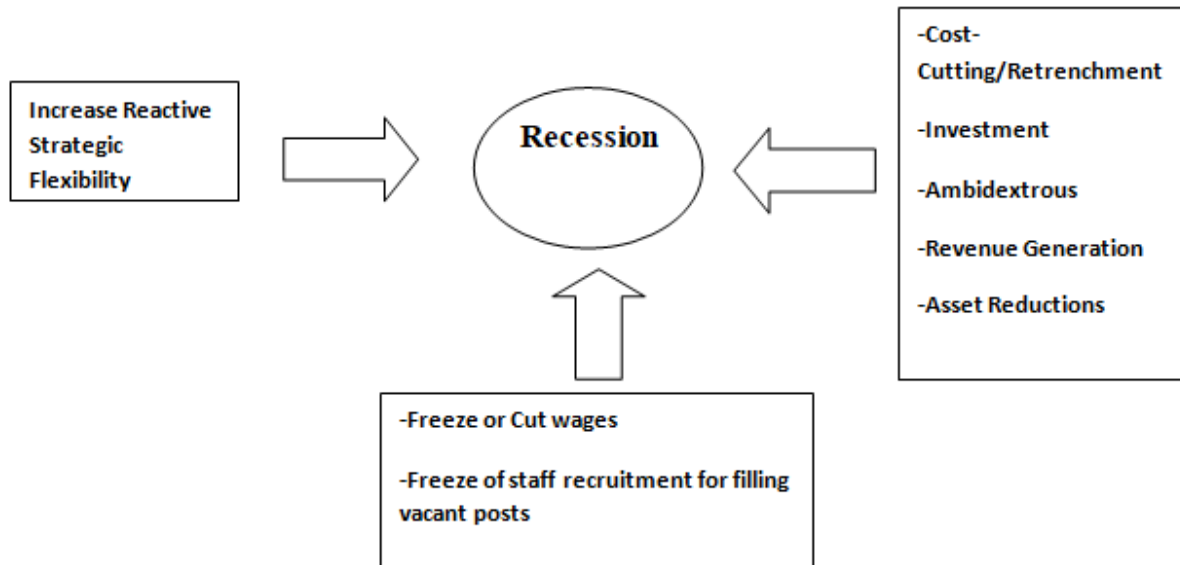 Increase Reactive
Strategic
Flexibility
Recession
-Cost-
Cutting/Retrenchment
-Investment
-Ambidextrous
-Revenue Generation
-Asset Reductions
-Freeze or Cut wages
-Freeze of staff recruitment for filling
vacant posts